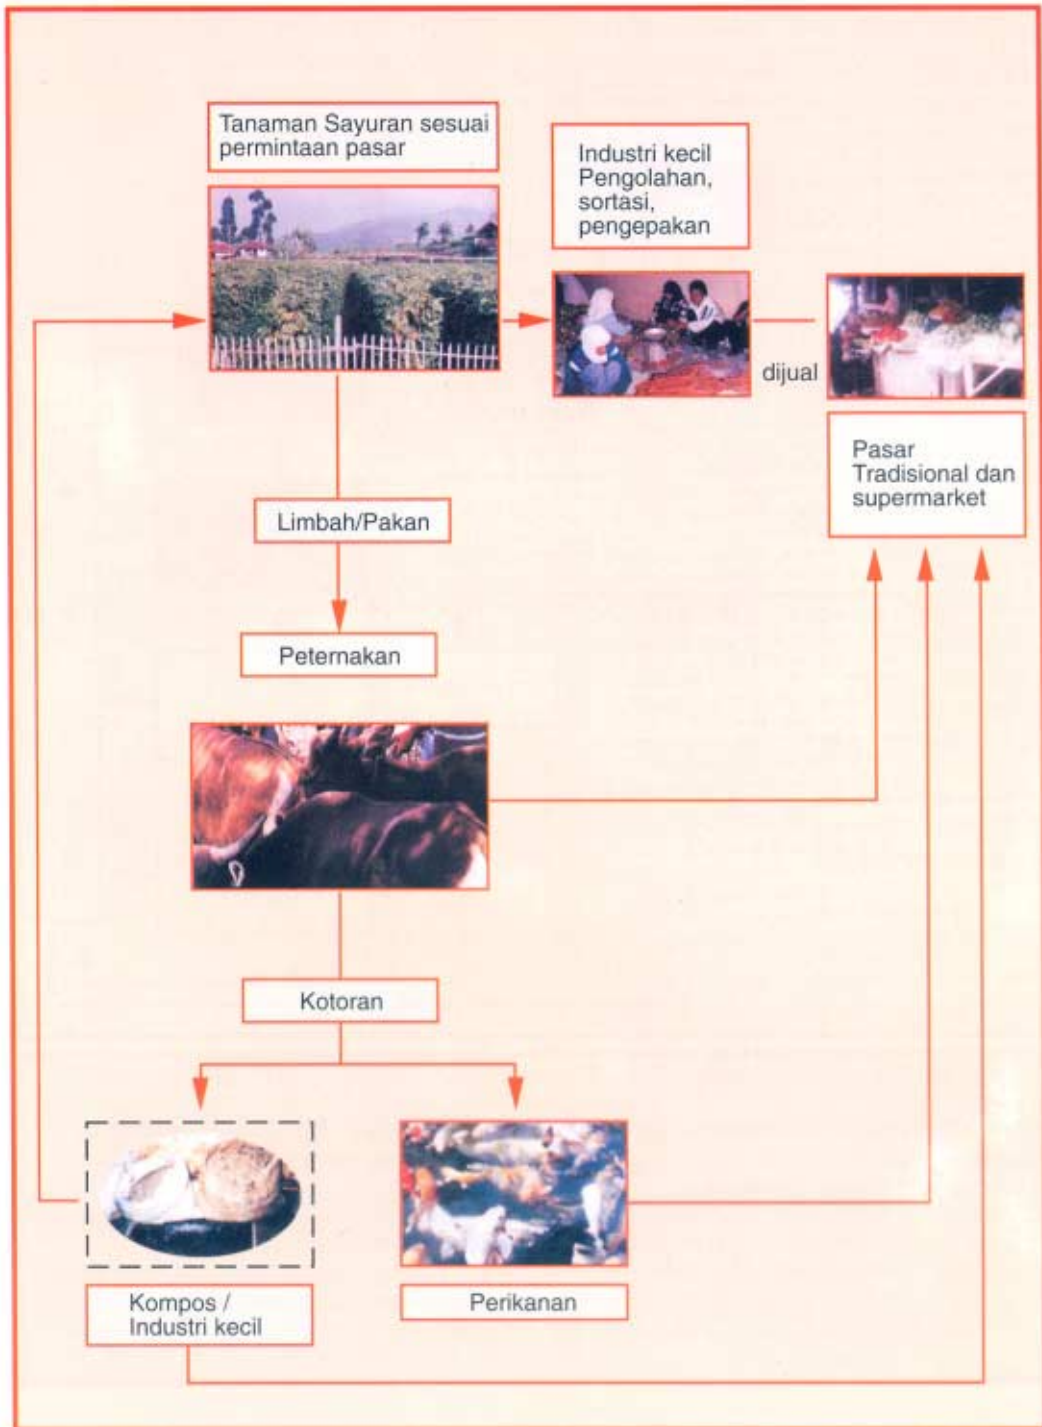 Tanaman Sayuran sesuai
permintaan pasar
Industri kecil
Pengolahan,
sortasi,
pengepakan
dijual
Pasar
Tradisional dan
supermarket
Limbah/Pakan
Peternakan
Kotoran
Kompos /
Industri kecil
Perikanan